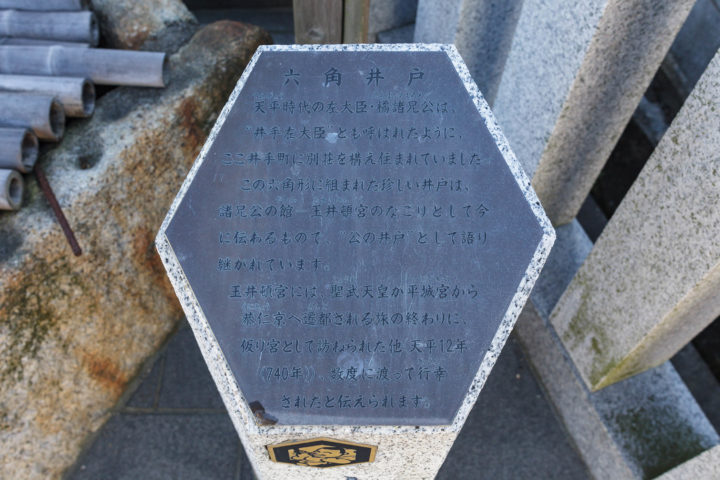 六角井戸
天平時代の左大臣・橘諸兄公は、
“井手左大臣”とも呼ばれたように、
ここ井手町に別荘を構え住まれていました。
この六角形に組まれた珍しい井戸は、
諸兄公の館 玉井頓宮のなごりとして今
に伝わるもので “公の井戸”として語り
継がれています。
玉井頓宮には、聖武天皇が平城宮から
恭仁京へ遷都される旅の終わりに、
仮り宮として訪ねられた他 天平12年
(740年)、数度に渡って行幸
されたと伝えられます。